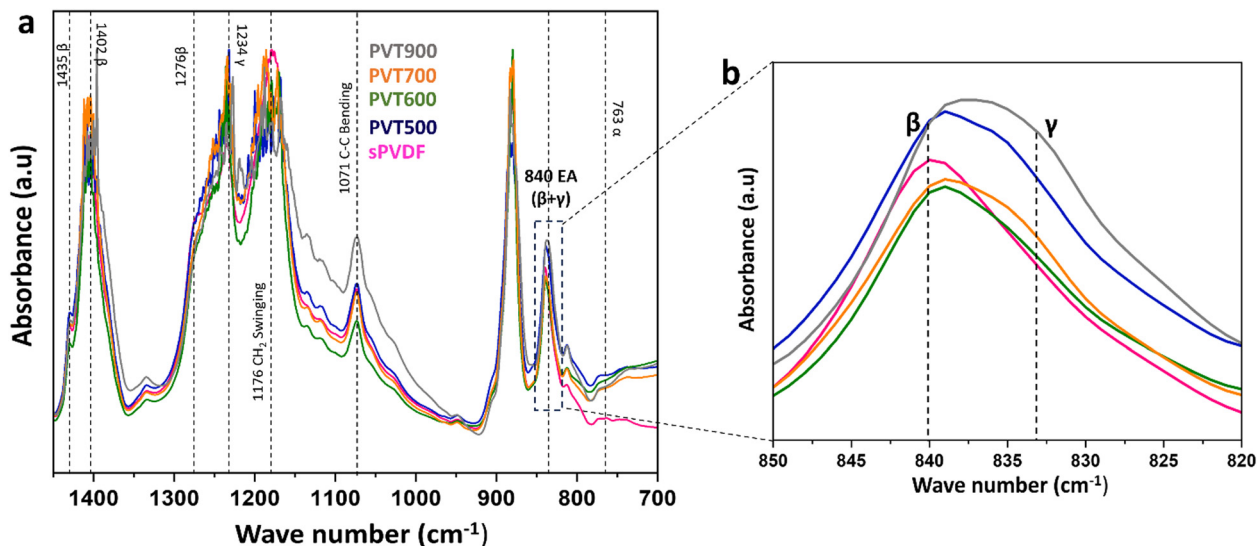 a
1435 β
1402 β
1276β
1234 γ
1176 CH₂ Swinging
1071 C-C Bending
PVT900
PVT700
PVT600
PVT500
sPVDF
840 EA
(β+γ)
763 α
Absorbance (a.u)
1400 1300 1200 1100 1000 900 800 700
Wave number (cm⁻¹)
b
β
γ
Absorbance (a.u)
850 845 840 835 830 825 820
Wave number (cm⁻¹)